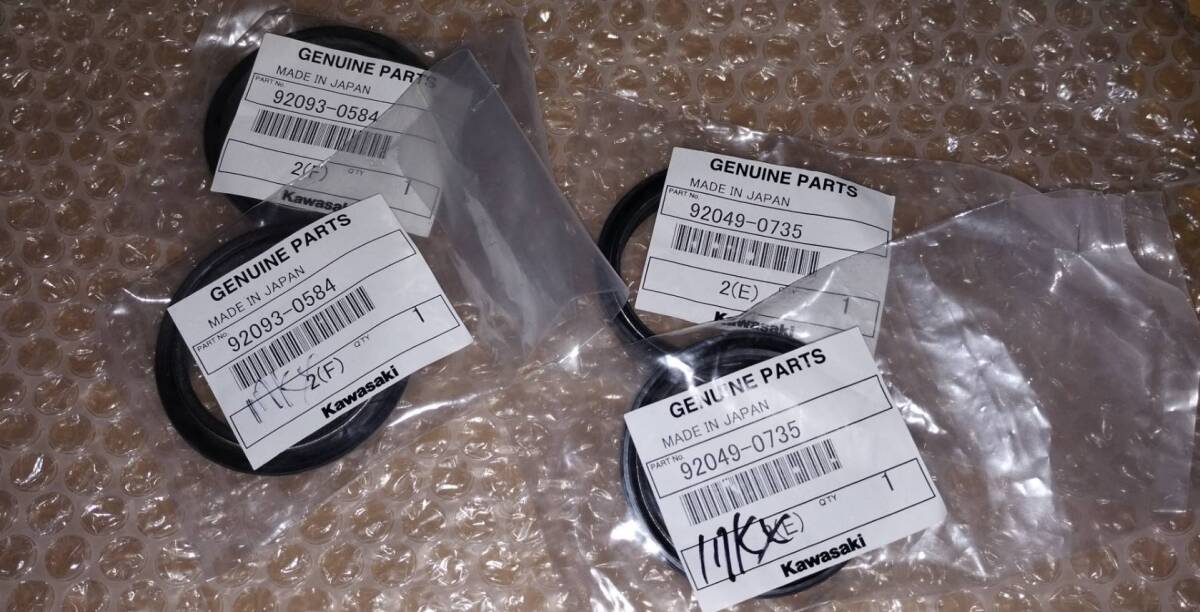 GENUINE PARTS
MADE IN JAPAN
PART No.
92093-0584
2(F) QTY 1
Kawasaki
GENUINE PARTS
MADE IN JAPAN
PART No.
92093-0584
QTY 1
2(F)
Kawasaki
GENUINE PARTS
MADE IN JAPAN
PART No.
92049-0735
2(E) 1
Kawasaki
GENUINE PARTS
MADE IN JAPAN
PART No.
92049-0735
QTY 1
(E)
Kawasaki